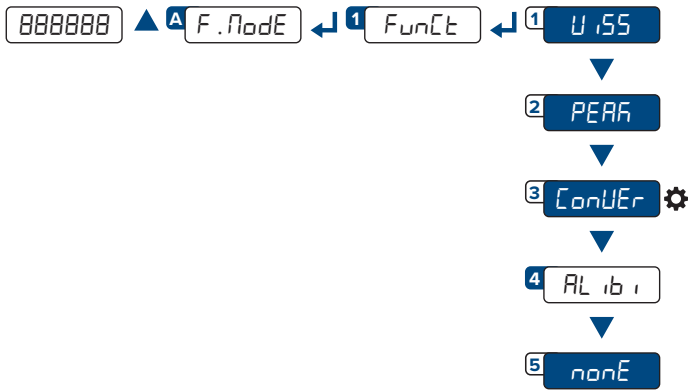 888888 A F.ModE 1 FunCt 1 ViSS
2 PEAK
3 ConVEr
4 ALibi
5 nonE